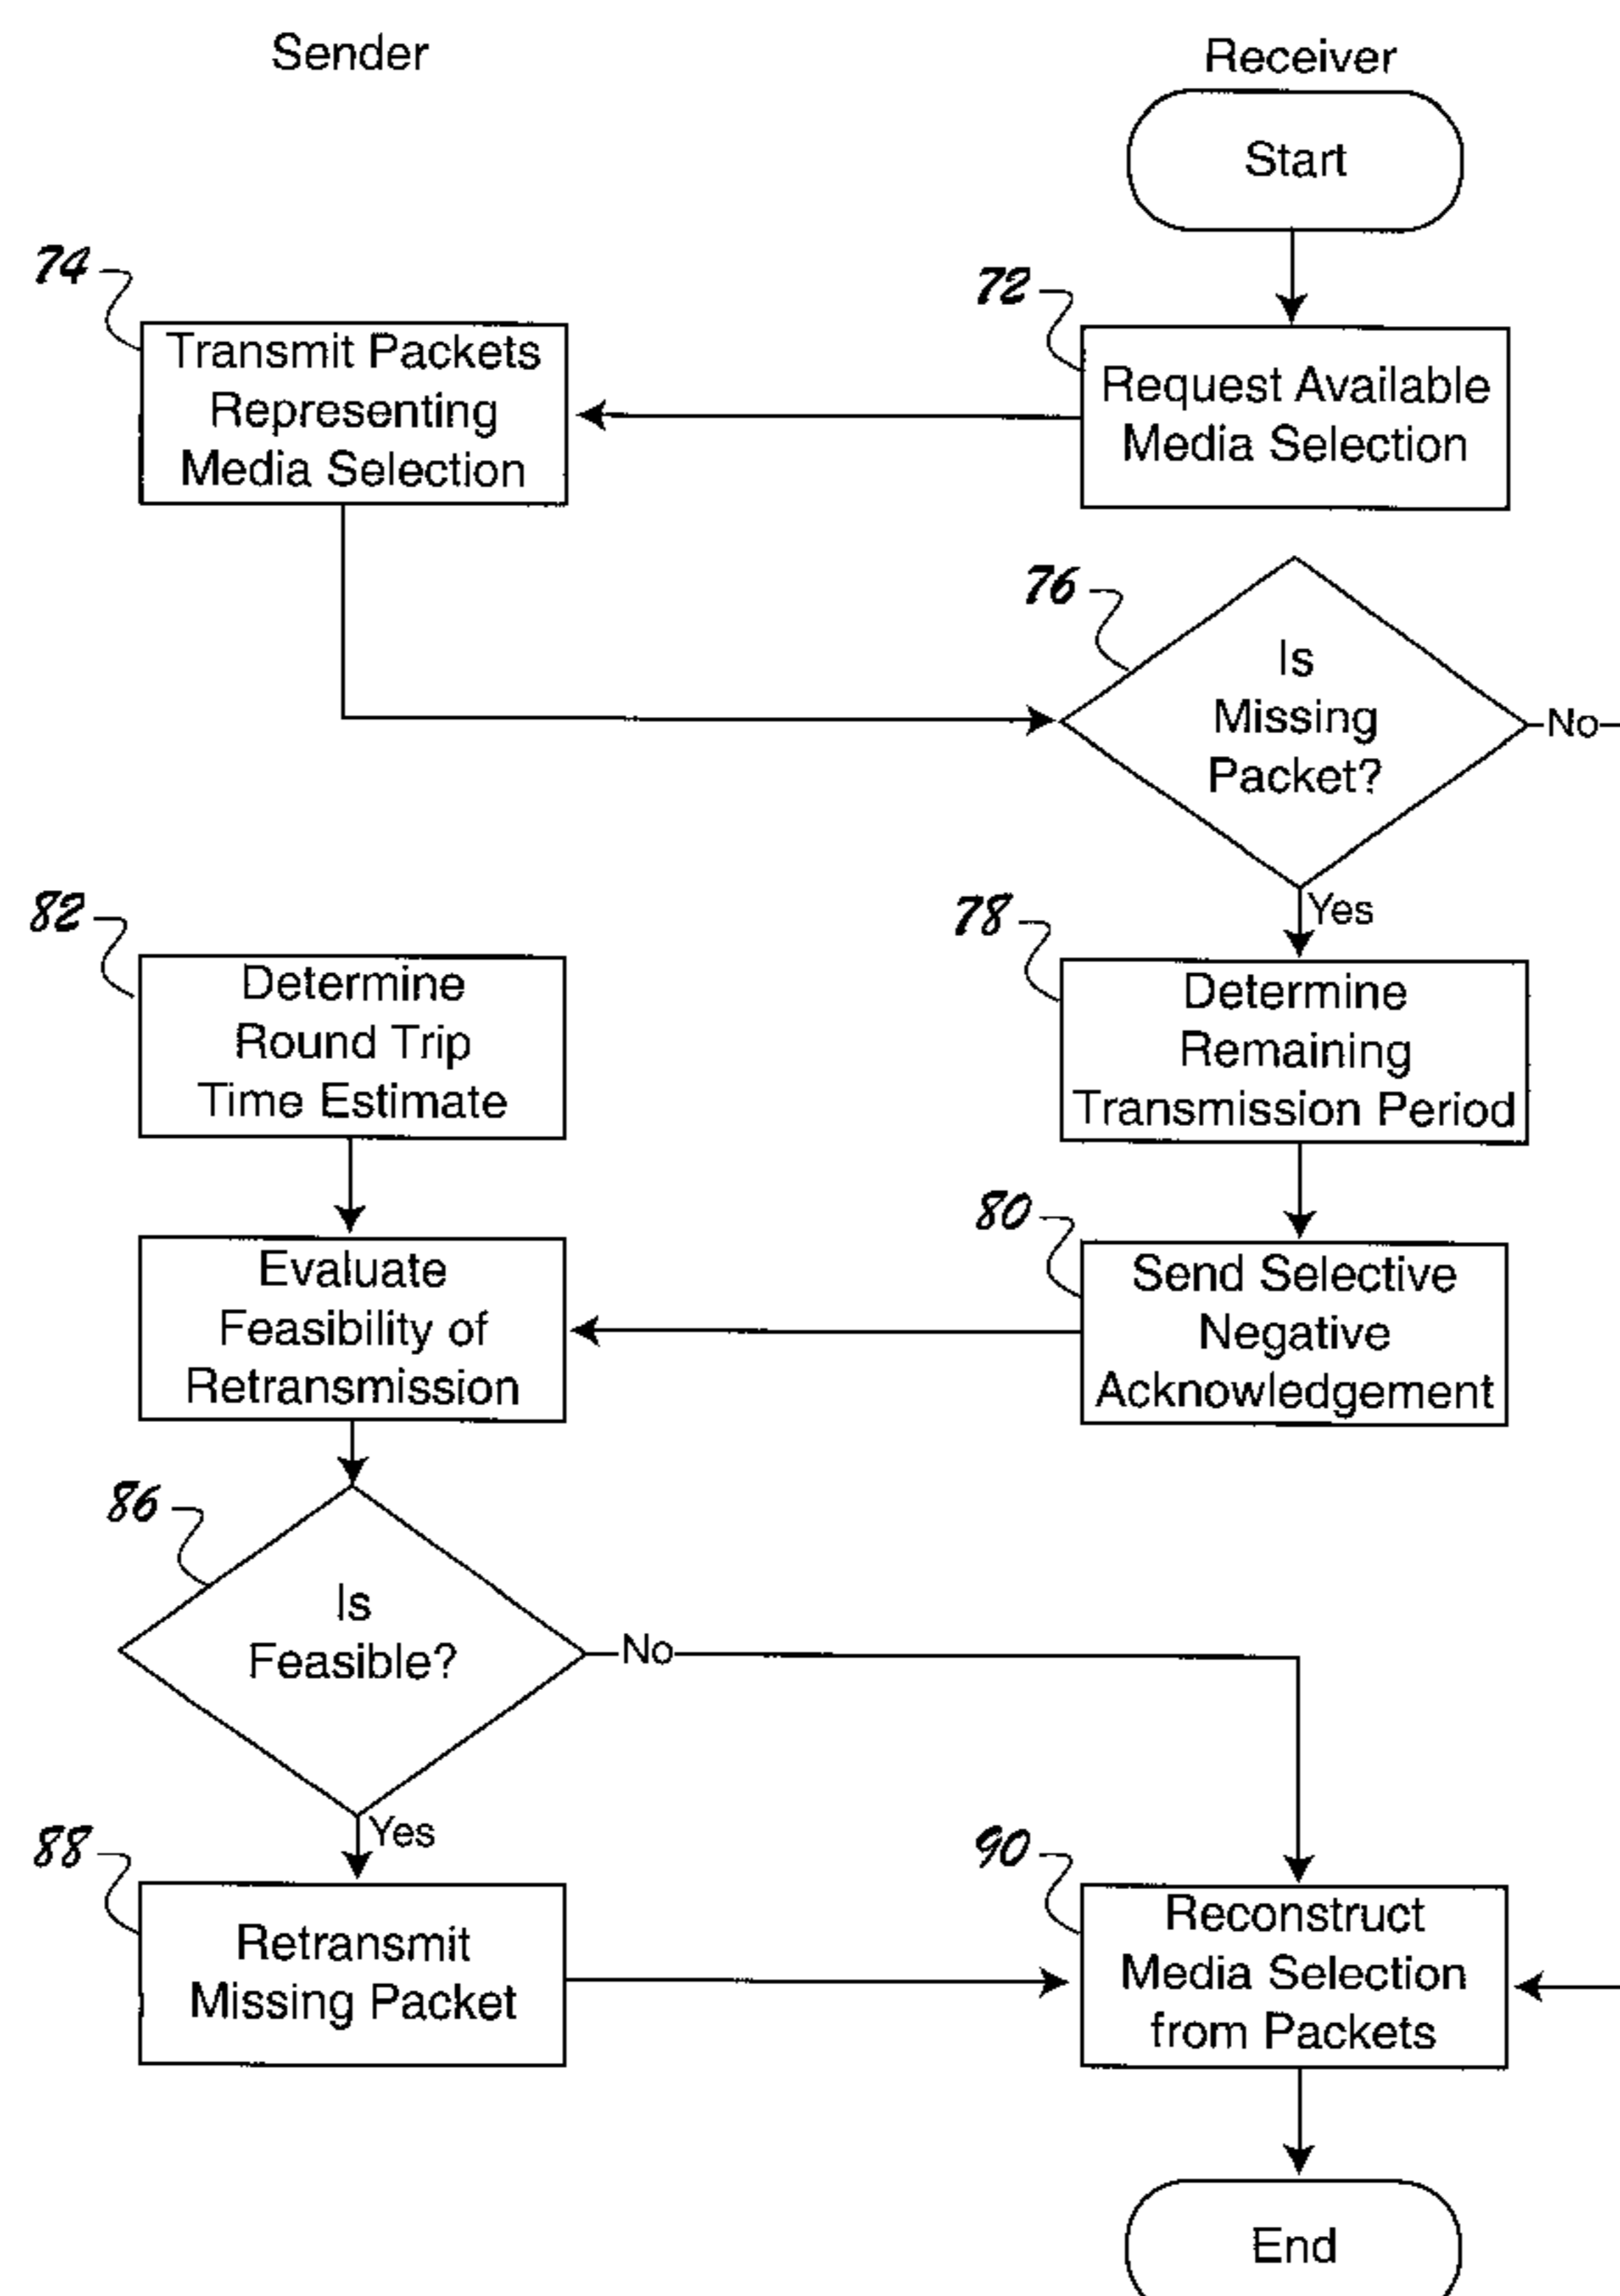 Sender
Receiver
Start
74
72
Transmit Packets
Representing
Media Selection
Request Available
Media Selection
76
Is
Missing
Packet?
No
Yes
82
78
Determine
Round Trip
Time Estimate
Determine
Remaining
Transmission Period
80
Evaluate
Feasibility of
Retransmission
Send Selective
Negative
Acknowledgement
86
Is
Feasible?
No
Yes
88
90
Retransmit
Missing Packet
Reconstruct
Media Selection
from Packets
End